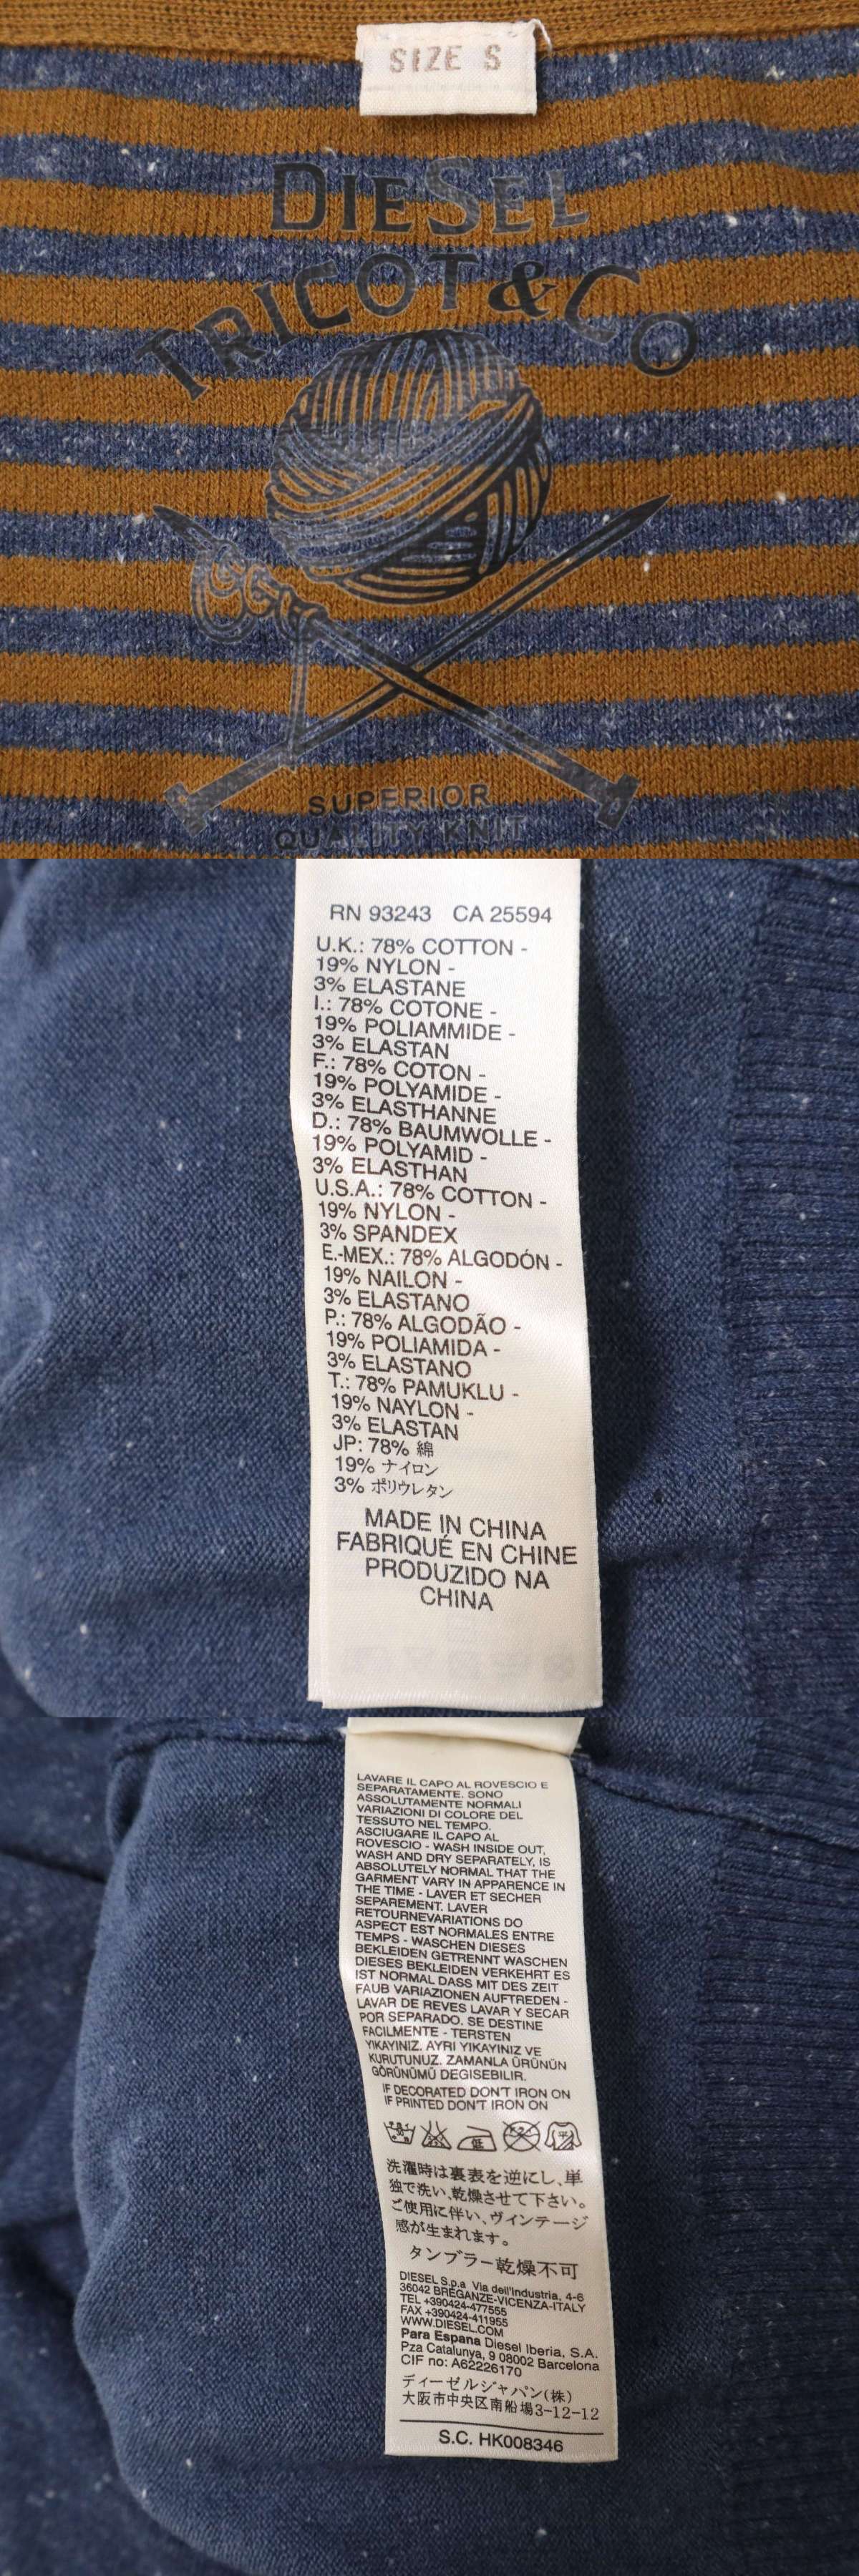 SIZE S
DIESEL
TRICOT & CO
SUPERIOR
QUALITY KNIT
RN 93243 CA 25594
U.K.: 78% COTTON -
19% NYLON -
3% ELASTANE
I.: 78% COTONE -
19% POLIAMMIDE -
3% ELASTAN
F.: 78% COTON -
19% POLYAMIDE -
3% ELASTHANNE
D.: 78% BAUMWOLLE -
19% POLYAMID -
3% ELASTHAN
U.S.A.: 78% COTTON -
19% NYLON -
3% SPANDEX
E.-MEX.: 78% ALGODÓN -
19% NAILON -
3% ELASTANO
P.: 78% ALGODÃO -
19% POLIAMIDA -
3% ELASTANO
T.: 78% PAMUKLU -
19% NAYLON -
3% ELASTAN
JP: 78% 綿
19% ナイロン
3% ポリウレタン
MADE IN CHINA
FABRIQUÉ EN CHINE
PRODUZIDO NA
CHINA
LAVARE IL CAPO AL ROVESCIO E
SEPARATAMENTE. SONO
ASSOLUTAMENTE NORMALI
VARIAZIONI DI COLORE DEL
TESSUTO NEL TEMPO.
ASCIUGARE IL CAPO AL
ROVESCIO - WASH INSIDE OUT,
WASH AND DRY SEPARATELY, IS
ABSOLUTELY NORMAL THAT THE
GARMENT VARY IN APPARENCE IN
THE TIME - LAVER ET SECHER
SEPAREMENT. LAVER
RETOURNEVARIATIONS DO
ASPECT EST NORMALES ENTRE
TEMPS - WASCHEN DIESES
BEKLEIDEN GETRENNT WASCHEN
DIESES BEKLEIDEN VERKEHRT ES
IST NORMAL DASS MIT DES ZEIT
FAUB VARIAZIONEN AUFTREDEN -
LAVAR DE REVES LAVAR Y SECAR
POR SEPARADO. SE DESTINE
FACILMENTE - TERSTEN
YIKAYINIZ. AYRI YIKAYINIZ VE
KURUTUNUZ. ZAMANLA ÜRÜNÜN
GÖRÜNÜMÜ DEGISEBILIR.
IF DECORATED DON'T IRON ON
IF PRINTED DON'T IRON ON
低 平
洗濯時は裏表を逆にし、単
独で洗い、乾燥させて下さい。
ご使用に伴い、ヴィンテージ
感が生まれます。
タンブラー乾燥不可
DIESEL S.p.a Via dell'Industria, 4-6
36042 BREGANZE-VICENZA-ITALY
TEL +390424-477555
FAX +390424-411955
WWW.DIESEL.COM
Para Espana Diesel Iberia, S.A.
Pza Catalunya, 9 08002 Barcelona
CIF no: A62226170
ディーゼルジャパン(株)
大阪市中央区南船場3-12-12
S.C. HK008346